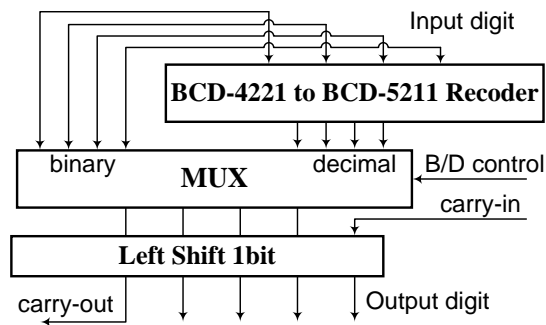 Input digit
BCD-4221 to BCD-5211 Recoder
binary
decimal
MUX
B/D control
carry-in
Left Shift 1bit
carry-out
Output digit